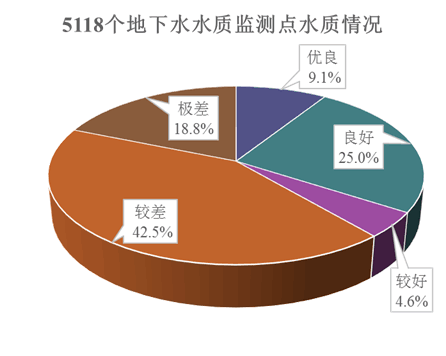 5118个地下水水质监测点水质情况
优良
9.1%
良好
25.0%
较好
4.6%
较差
42.5%
极差
18.8%